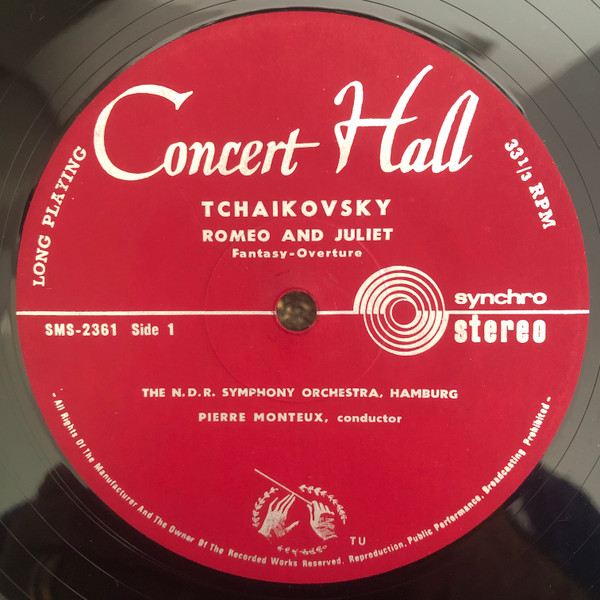 Concert Hall
LONG PLAYING
33 1/3 RPM
TCHAIKOVSKY
ROMEO AND JULIET
Fantasy-Overture
synchro
SMS-2361 Side 1
stereo
THE N.D.R. SYMPHONY ORCHESTRA, HAMBURG
PIERRE MONTEUX, conductor
TU
- All Rights Of The Manufacturer And The Owner Of The Recorded Works Reserved. Reproduction, Public Performance, Broadcasting Prohibited -